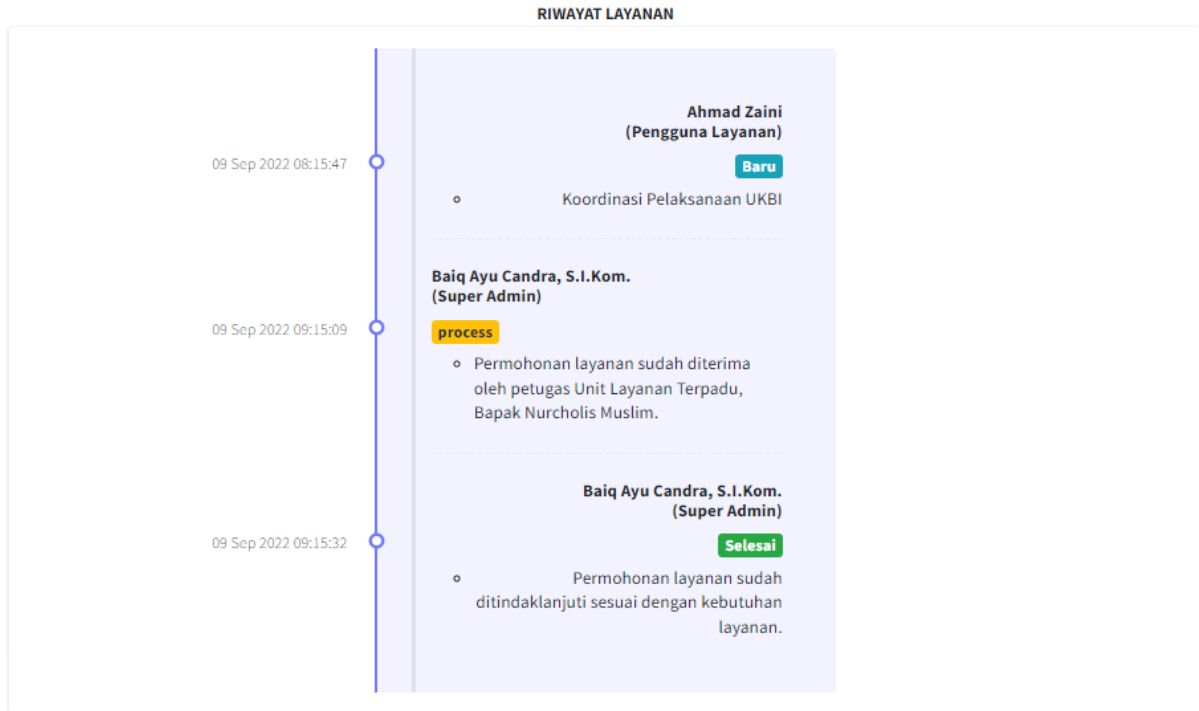 RIWAYAT LAYANAN
Ahmad Zaini
(Pengguna Layanan)
09 Sep 2022 08:15:47
Baru
Koordinasi Pelaksanaan UKBI
Baiq Ayu Candra, S.I.Kom.
(Super Admin)
09 Sep 2022 09:15:09
process
Permohonan layanan sudah diterima
oleh petugas Unit Layanan Terpadu,
Bapak Nurcholis Muslim.
Baiq Ayu Candra, S.I.Kom.
(Super Admin)
09 Sep 2022 09:15:32
Selesai
Permohonan layanan sudah
ditindaklanjuti sesuai dengan kebutuhan
layanan.